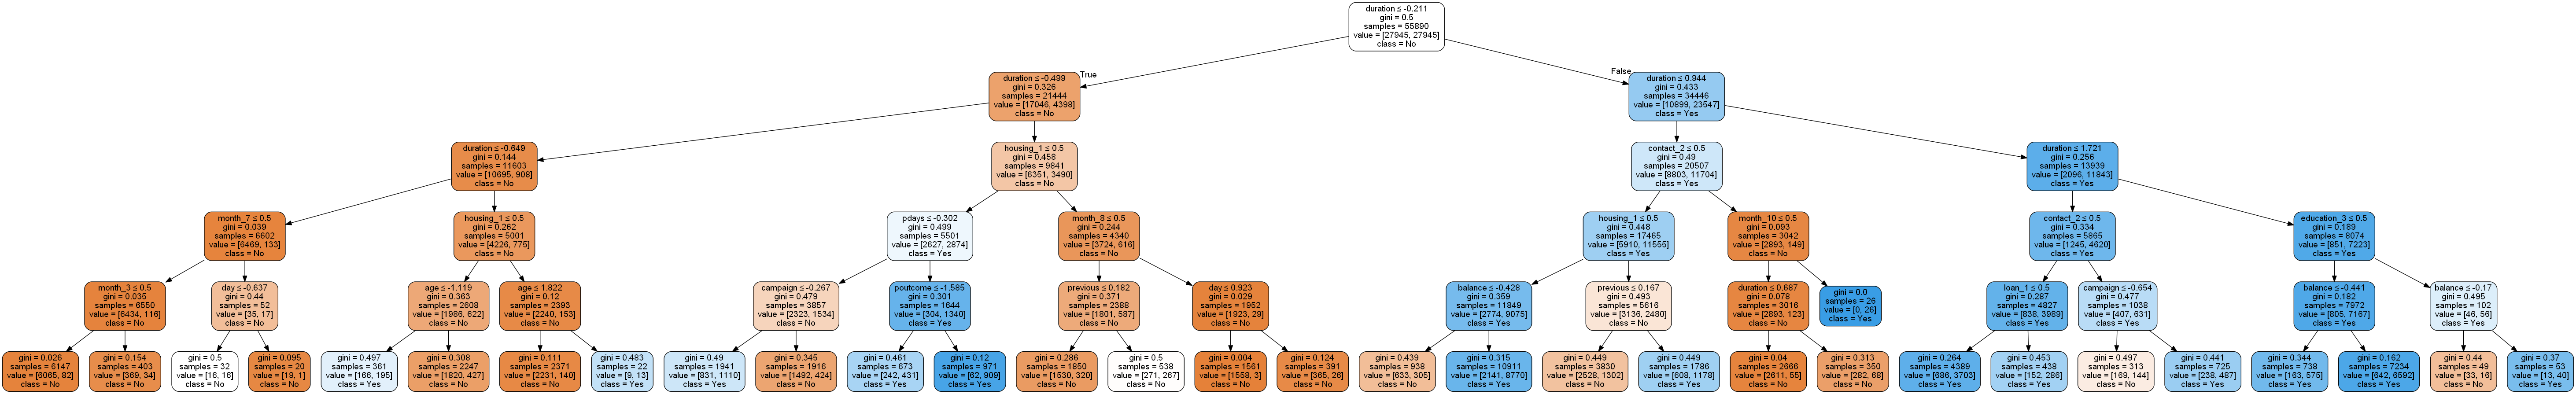 duration ≤ -0.211
gini = 0.5
samples = 55890
value = [27945, 27945]
class = No
True
False
duration ≤ -0.499
gini = 0.326
samples = 21444
value = [17046, 4398]
class = No
duration ≤ 0.944
gini = 0.433
samples = 34446
value = [10899, 23547]
class = Yes
duration ≤ -0.649
gini = 0.144
samples = 11603
value = [10695, 908]
class = No
housing_1 ≤ 0.5
gini = 0.458
samples = 9841
value = [6351, 3490]
class = No
contact_2 ≤ 0.5
gini = 0.49
samples = 20507
value = [8803, 11704]
class = Yes
duration ≤ 1.721
gini = 0.256
samples = 13939
value = [2096, 11843]
class = Yes
month_7 ≤ 0.5
gini = 0.039
samples = 6602
value = [6469, 133]
class = No
housing_1 ≤ 0.5
gini = 0.262
samples = 5001
value = [4226, 775]
class = No
pdays ≤ -0.302
gini = 0.499
samples = 5501
value = [2627, 2874]
class = Yes
month_8 ≤ 0.5
gini = 0.244
samples = 4340
value = [3724, 616]
class = No
housing_1 ≤ 0.5
gini = 0.448
samples = 17465
value = [5910, 11555]
class = Yes
month_10 ≤ 0.5
gini = 0.093
samples = 3042
value = [2893, 149]
class = No
contact_2 ≤ 0.5
gini = 0.334
samples = 5865
value = [1245, 4620]
class = Yes
education_3 ≤ 0.5
gini = 0.189
samples = 8074
value = [851, 7223]
class = Yes
month_3 ≤ 0.5
gini = 0.035
samples = 6550
value = [6434, 116]
class = No
day ≤ -0.637
gini = 0.44
samples = 52
value = [35, 17]
class = No
age ≤ -1.119
gini = 0.363
samples = 2608
value = [1986, 622]
class = No
age ≤ 1.822
gini = 0.12
samples = 2393
value = [2240, 153]
class = No
campaign ≤ -0.267
gini = 0.479
samples = 3857
value = [2323, 1534]
class = No
poutcome ≤ -1.585
gini = 0.301
samples = 1644
value = [304, 1340]
class = Yes
previous ≤ 0.182
gini = 0.371
samples = 2388
value = [1801, 587]
class = No
day ≤ 0.923
gini = 0.029
samples = 1952
value = [1923, 29]
class = No
balance ≤ -0.428
gini = 0.359
samples = 11849
value = [2774, 9075]
class = Yes
previous ≤ 0.167
gini = 0.493
samples = 5616
value = [3136, 2480]
class = No
duration ≤ 0.687
gini = 0.078
samples = 3016
value = [2893, 123]
class = No
gini = 0.0
samples = 26
value = [0, 26]
class = Yes
loan_1 ≤ 0.5
gini = 0.287
samples = 4827
value = [838, 3989]
class = Yes
campaign ≤ -0.654
gini = 0.477
samples = 1038
value = [407, 631]
class = Yes
balance ≤ -0.441
gini = 0.182
samples = 7972
value = [805, 7167]
class = Yes
balance ≤ -0.17
gini = 0.495
samples = 102
value = [46, 56]
class = Yes
gini = 0.026
samples = 6147
value = [6065, 82]
class = No
gini = 0.154
samples = 403
value = [369, 34]
class = No
gini = 0.5
samples = 32
value = [16, 16]
class = No
gini = 0.095
samples = 20
value = [19, 1]
class = No
gini = 0.497
samples = 361
value = [166, 195]
class = Yes
gini = 0.308
samples = 2247
value = [1820, 427]
class = No
gini = 0.111
samples = 2371
value = [2231, 140]
class = No
gini = 0.483
samples = 22
value = [9, 13]
class = Yes
gini = 0.49
samples = 1941
value = [831, 1110]
class = Yes
gini = 0.345
samples = 1916
value = [1492, 424]
class = No
gini = 0.461
samples = 673
value = [242, 431]
class = Yes
gini = 0.12
samples = 971
value = [62, 909]
class = Yes
gini = 0.286
samples = 1850
value = [1530, 320]
class = No
gini = 0.5
samples = 538
value = [271, 267]
class = No
gini = 0.004
samples = 1561
value = [1558, 3]
class = No
gini = 0.124
samples = 391
value = [365, 26]
class = No
gini = 0.439
samples = 938
value = [633, 305]
class = No
gini = 0.315
samples = 10911
value = [2141, 8770]
class = Yes
gini = 0.449
samples = 3830
value = [2528, 1302]
class = No
gini = 0.449
samples = 1786
value = [608, 1178]
class = Yes
gini = 0.04
samples = 2666
value = [2611, 55]
class = No
gini = 0.313
samples = 350
value = [282, 68]
class = No
gini = 0.264
samples = 4389
value = [686, 3703]
class = Yes
gini = 0.453
samples = 438
value = [152, 286]
class = Yes
gini = 0.497
samples = 313
value = [169, 144]
class = No
gini = 0.441
samples = 725
value = [238, 487]
class = Yes
gini = 0.344
samples = 738
value = [163, 575]
class = Yes
gini = 0.162
samples = 7234
value = [642, 6592]
class = Yes
gini = 0.44
samples = 49
value = [33, 16]
class = No
gini = 0.37
samples = 53
value = [13, 40]
class = Yes